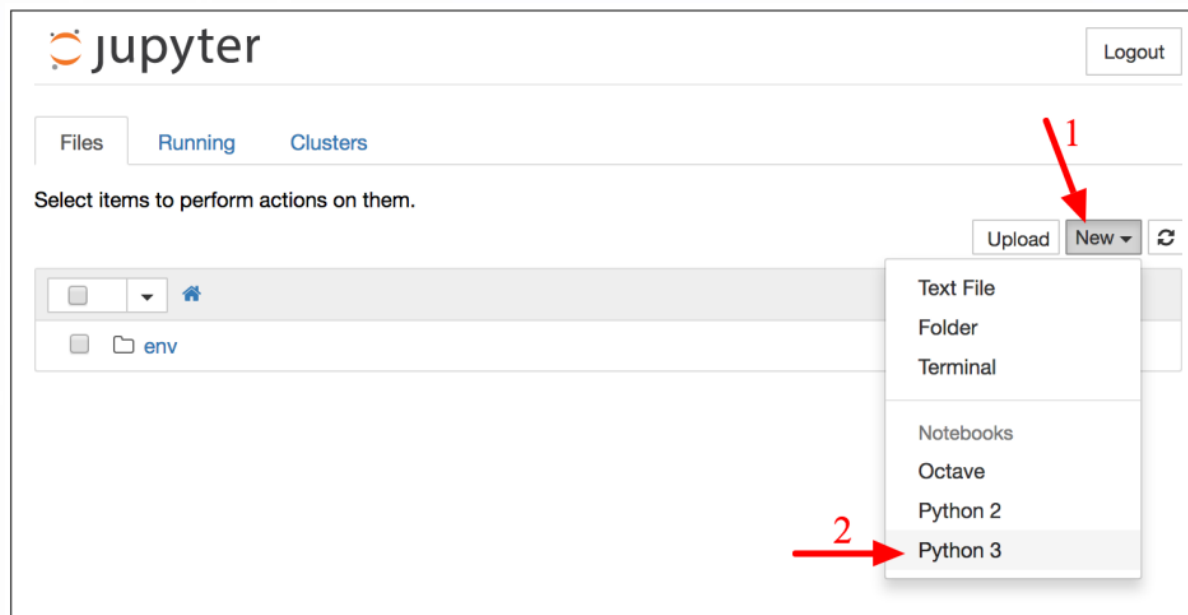 jupyter
Logout
Files Running Clusters
1
Select items to perform actions on them.
Upload New
Text File
Folder
env
Terminal
Notebooks
Octave
Python 2
2
Python 3